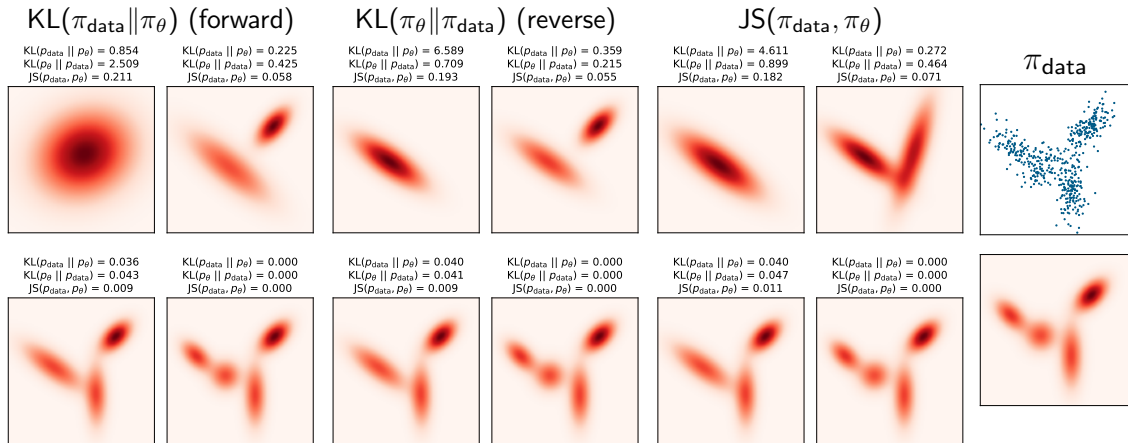 KL(π_data‖π_θ) (forward)
KL(π_θ‖π_data) (reverse)
JS(π_data, π_θ)
KL(p_data || p_θ) = 0.854
KL(p_θ || p_data) = 2.509
JS(p_data, p_θ) = 0.211
KL(p_data || p_θ) = 0.225
KL(p_θ || p_data) = 0.425
JS(p_data, p_θ) = 0.058
KL(p_data || p_θ) = 6.589
KL(p_θ || p_data) = 0.709
JS(p_data, p_θ) = 0.193
KL(p_data || p_θ) = 0.359
KL(p_θ || p_data) = 0.215
JS(p_data, p_θ) = 0.055
KL(p_data || p_θ) = 4.611
KL(p_θ || p_data) = 0.899
JS(p_data, p_θ) = 0.182
KL(p_data || p_θ) = 0.272
KL(p_θ || p_data) = 0.464
JS(p_data, p_θ) = 0.071
π_data
KL(p_data || p_θ) = 0.036
KL(p_θ || p_data) = 0.043
JS(p_data, p_θ) = 0.009
KL(p_data || p_θ) = 0.000
KL(p_θ || p_data) = 0.000
JS(p_data, p_θ) = 0.000
KL(p_data || p_θ) = 0.040
KL(p_θ || p_data) = 0.041
JS(p_data, p_θ) = 0.009
KL(p_data || p_θ) = 0.000
KL(p_θ || p_data) = 0.000
JS(p_data, p_θ) = 0.000
KL(p_data || p_θ) = 0.040
KL(p_θ || p_data) = 0.047
JS(p_data, p_θ) = 0.011
KL(p_data || p_θ) = 0.000
KL(p_θ || p_data) = 0.000
JS(p_data, p_θ) = 0.000